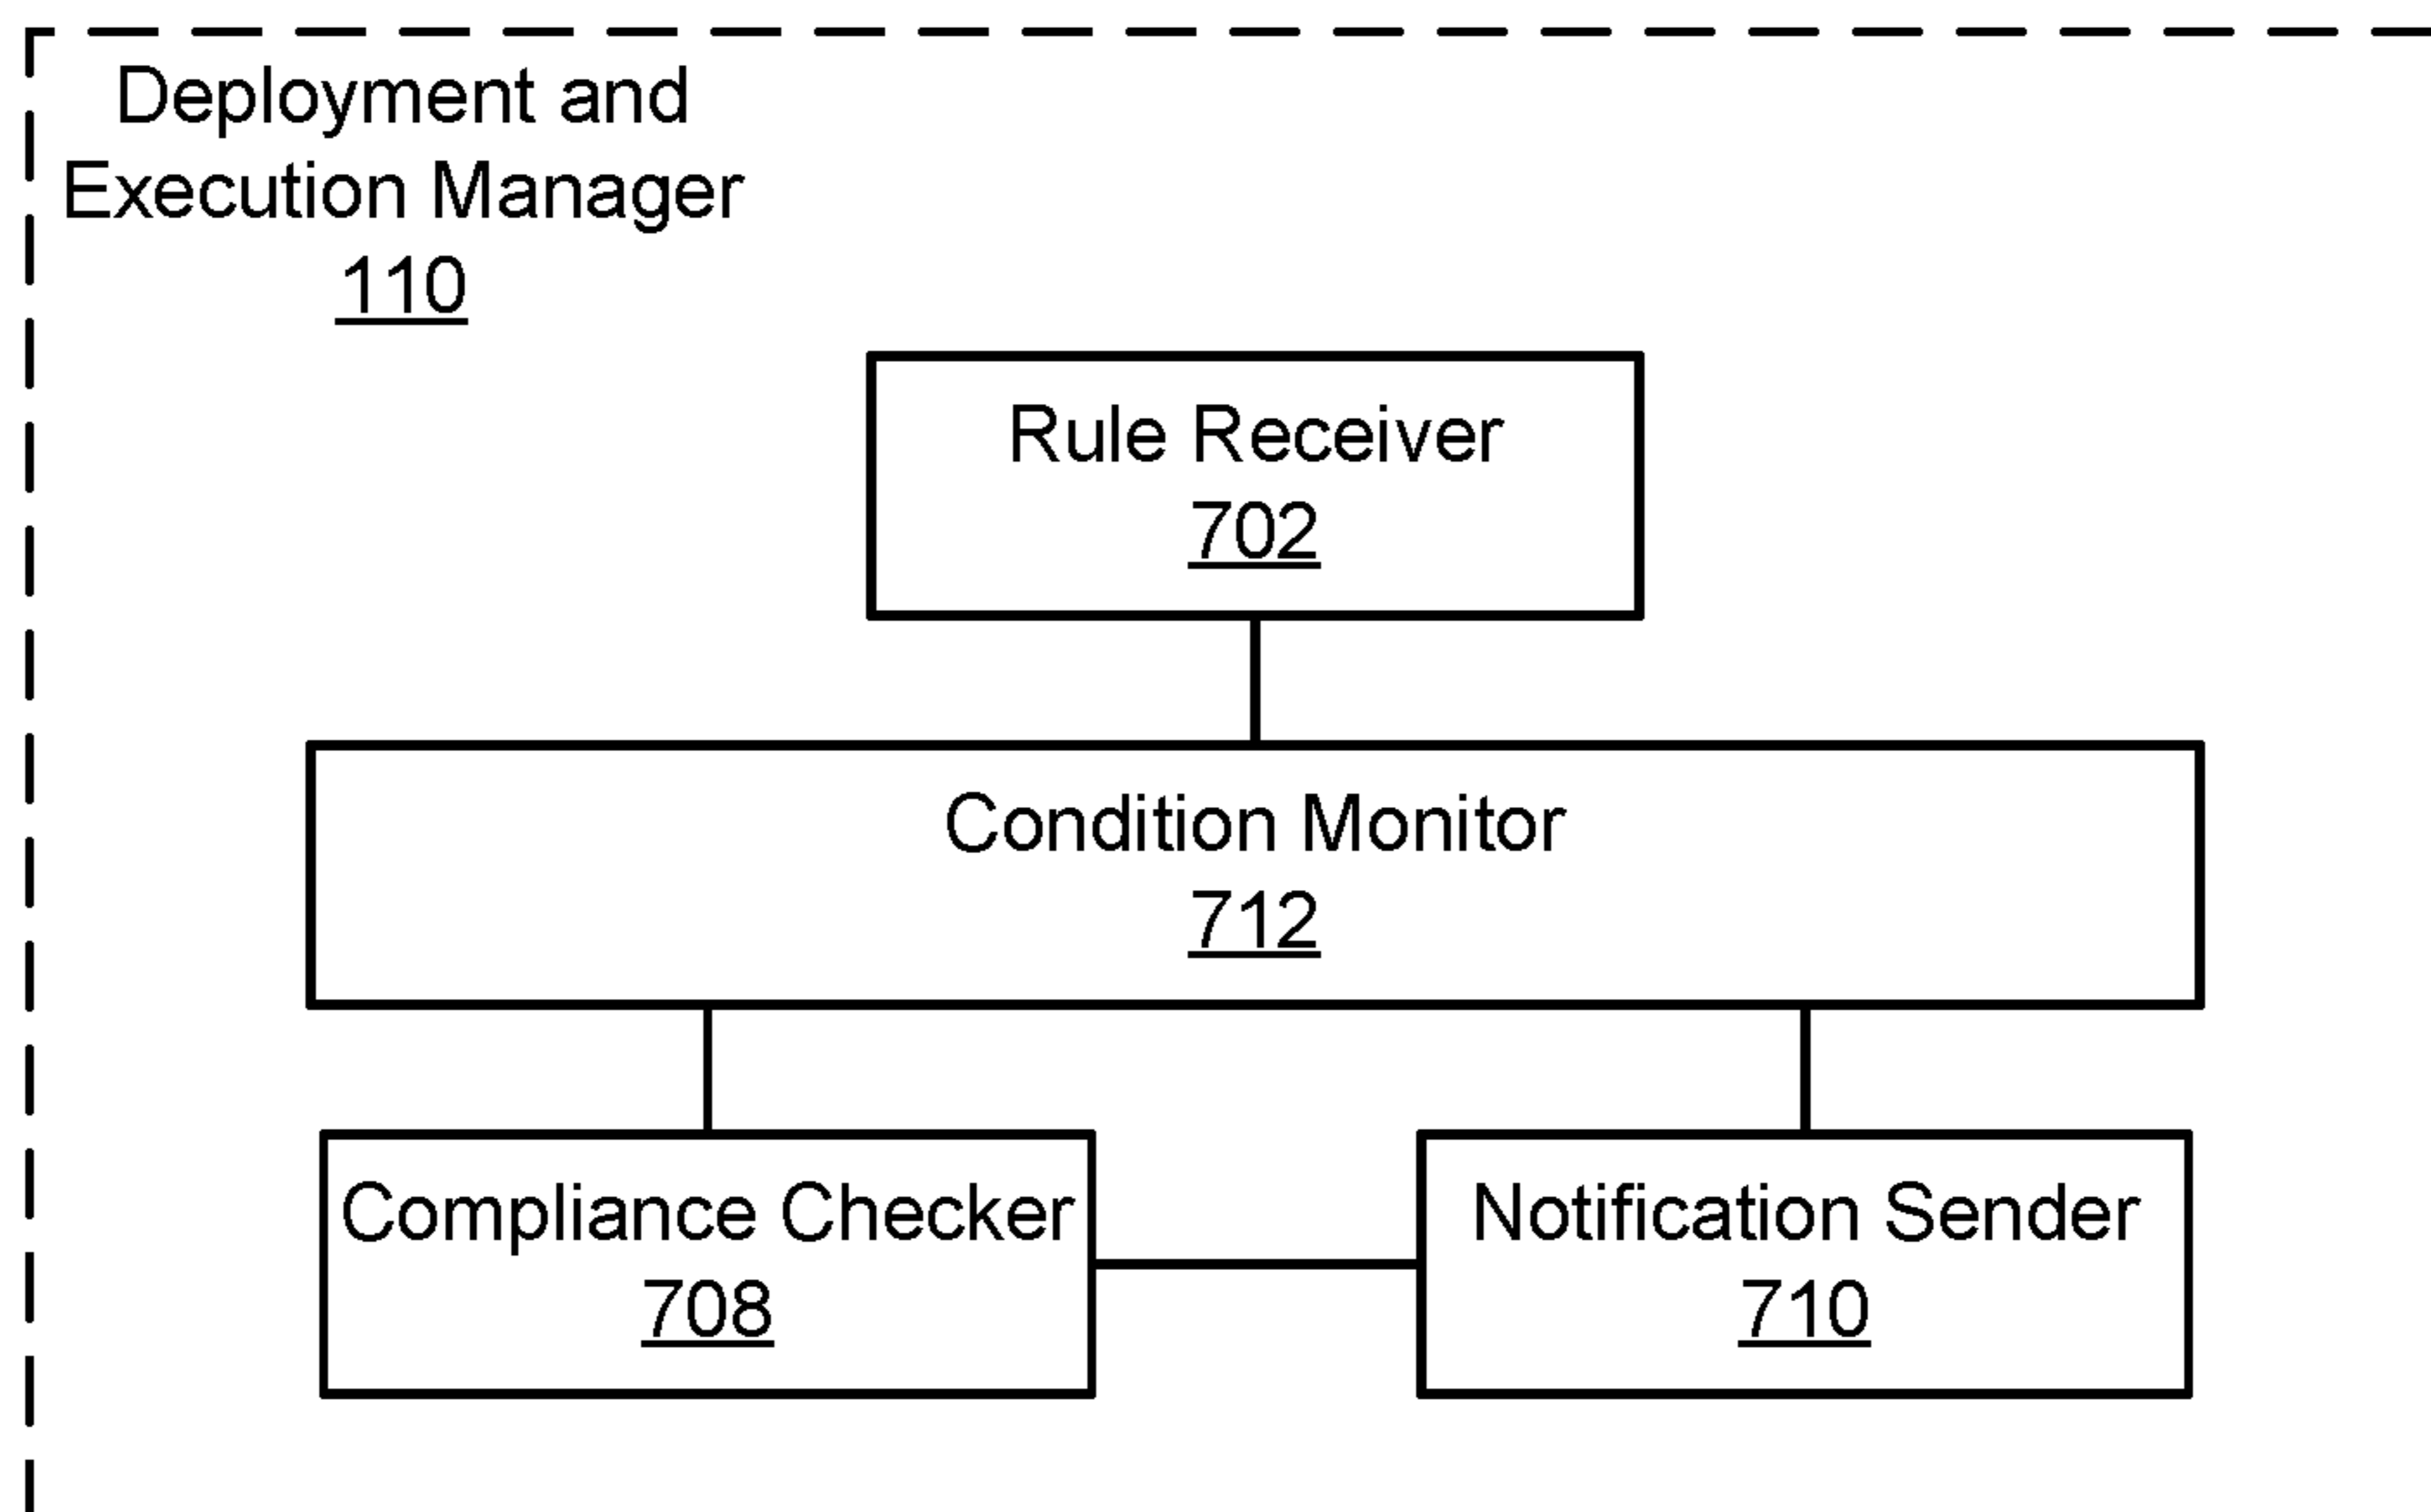 Deployment and
Execution Manager
110
Rule Receiver
702
Condition Monitor
712
Compliance Checker
708
Notification Sender
710